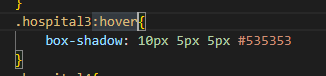 }
.hospital3:hover{
box-shadow: 10px 5px 5px #535353
}